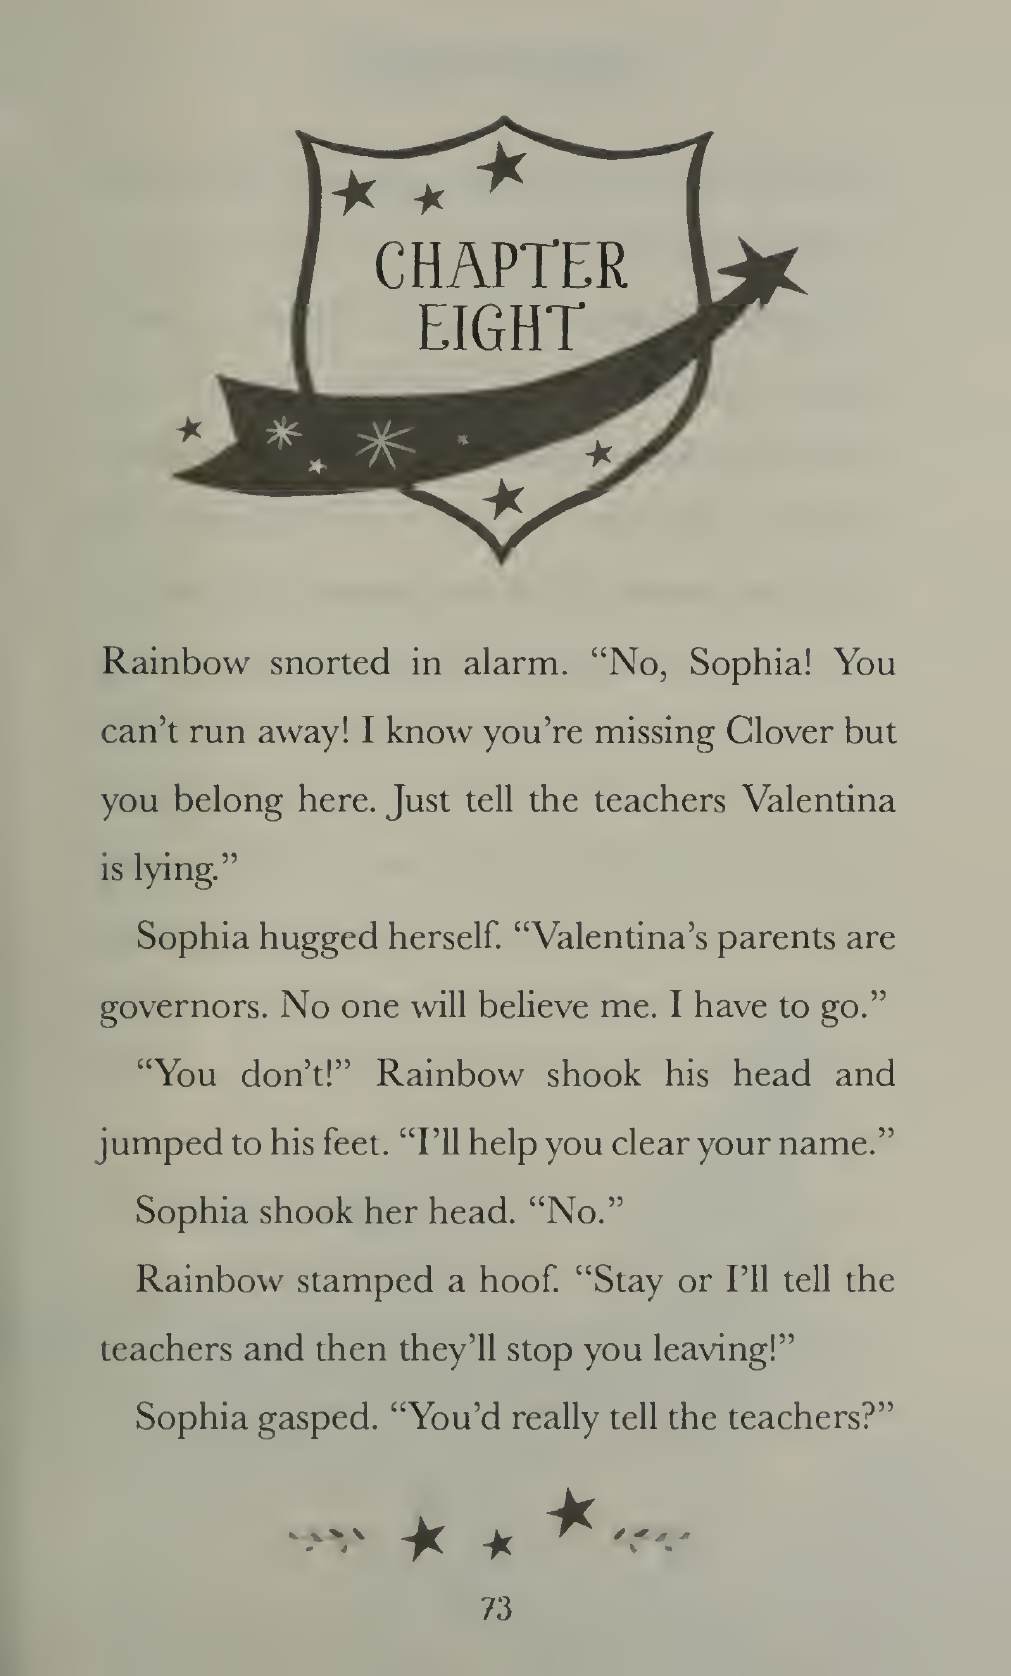 CHAPTER
EIGHT
Rainbow snorted in alarm. “No, Sophia! You
can’t run away! I know you’re missing Clover but
you belong here. Just tell the teachers Valentina
is lying.”
Sophia hugged herself. “Valentina’s parents are
governors. No one will believe me. I have to go.”
“You don’t!” Rainbow shook his head and
jumped to his feet. “I’ll help you clear your name.”
Sophia shook her head. “No.”
Rainbow stamped a hoof. “Stay or I’ll tell the
teachers and then they’ll stop you leaving!”
Sophia gasped. “You’d really tell the teachers?”
73